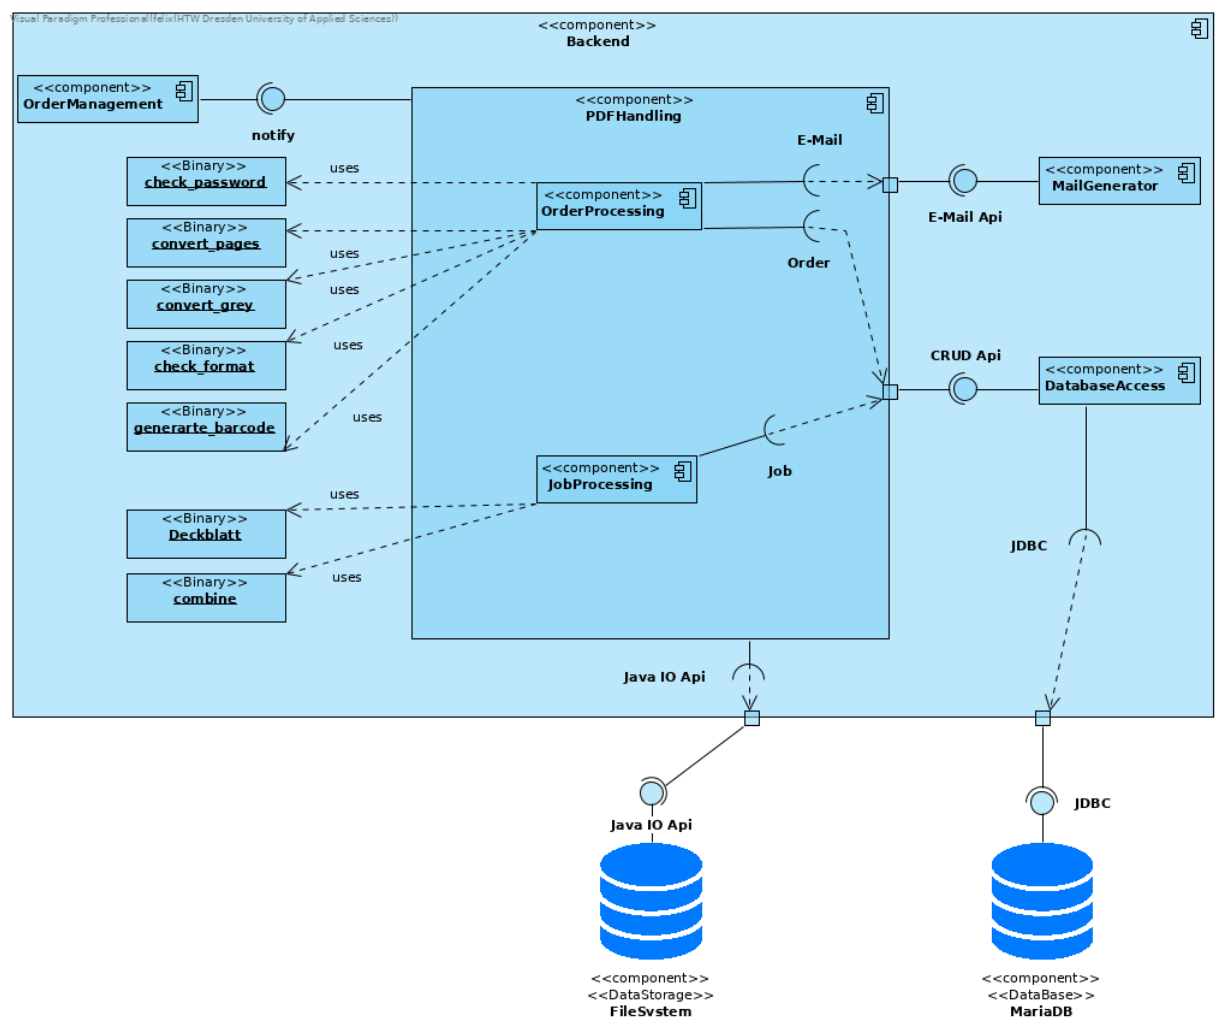 Visual Paradigm Professional(felix(HTW Dresden University of Applied Sciences))
<<component>>
Backend
<<component>>
OrderManagement
notify
<<component>>
PDFHandling
E-Mail
<<Binary>>
check_password
uses
<<component>>
OrderProcessing
<<component>>
MailGenerator
E-Mail Api
<<Binary>>
convert_pages
uses
Order
<<Binary>>
convert_grey
uses
<<Binary>>
check_format
uses
CRUD Api
<<component>>
DatabaseAccess
<<Binary>>
generarte_barcode
uses
<<component>>
JobProcessing
Job
uses
<<Binary>>
Deckblatt
JDBC
<<Binary>>
combine
uses
Java IO Api
Java IO Api
JDBC
<<component>>
<<DataStorage>>
FileSystem
<<component>>
<<DataBase>>
MariaDB